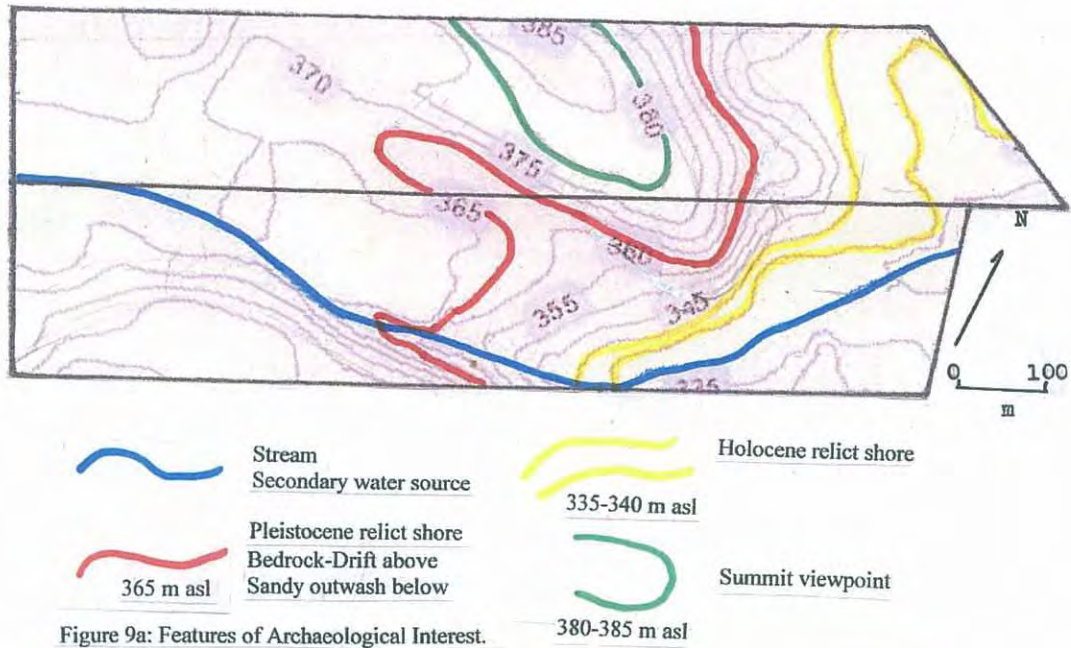 385
370
380
375
365
360
355
345
335
N
0 100
m
Stream
Secondary water source
Holocene relict shore
335-340 m asl
Pleistocene relict shore
Bedrock-Drift above
365 m asl Sandy outwash below
Summit viewpoint
380-385 m asl
Figure 9a: Features of Archaeological Interest.